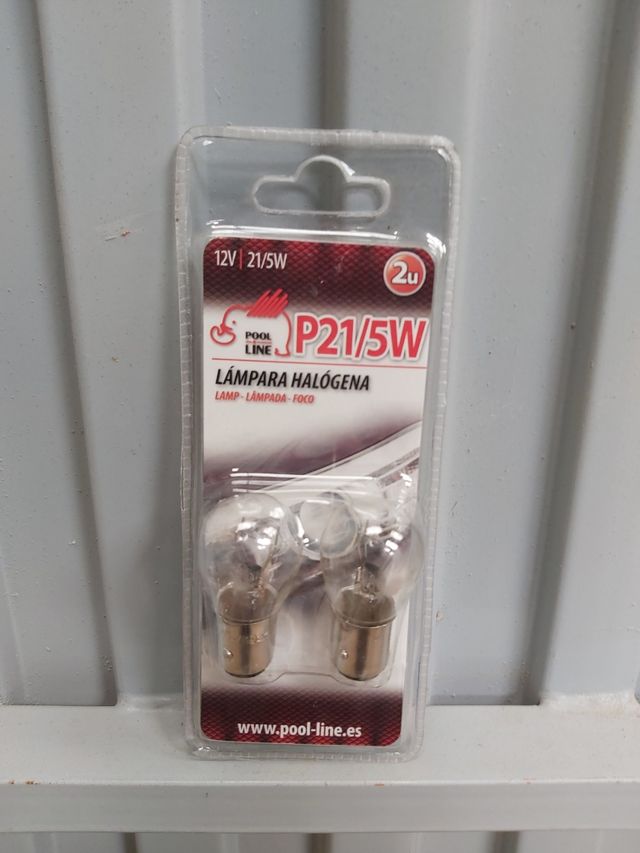 12V | 21/5W
2u
POOL
LINE
P21/5W
LÁMPARA HALÓGENA
LAMP - LÂMPADA - FOCO
www.pool-line.es